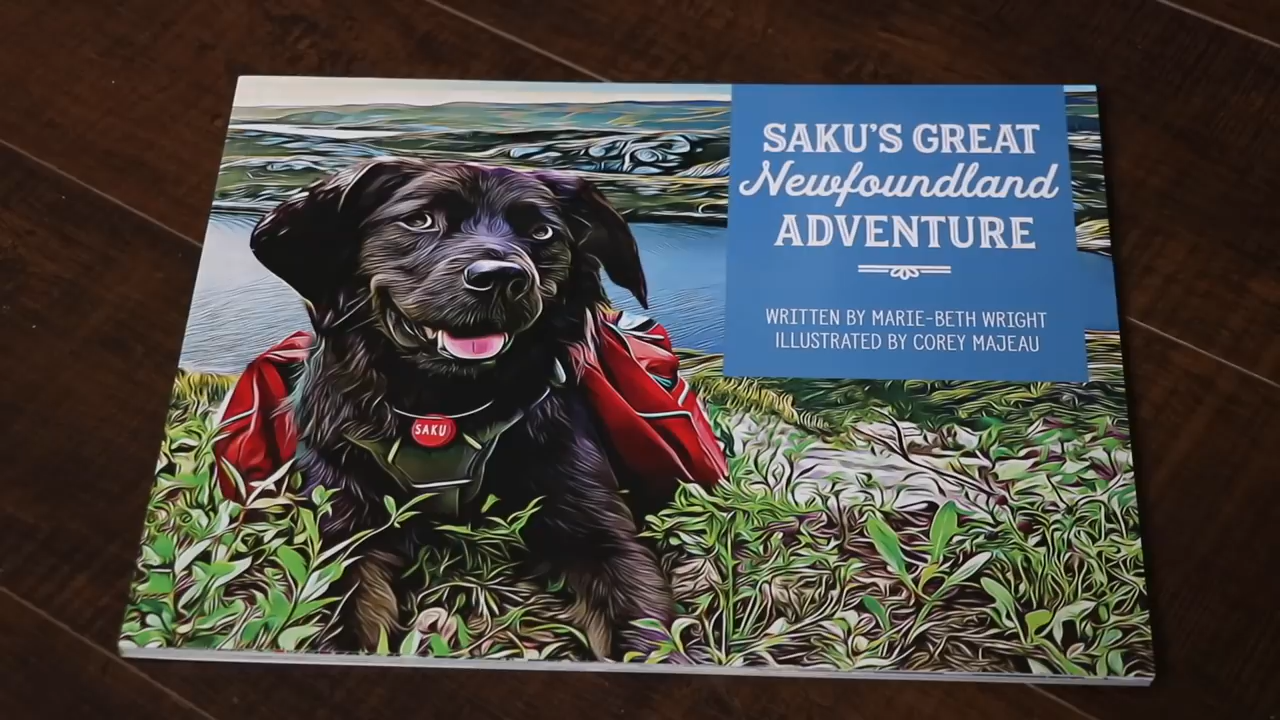 SAKU'S GREAT
Newfoundland
ADVENTURE
WRITTEN BY MARIE-BETH WRIGHT
ILLUSTRATED BY COREY MAJEAU
SAKU